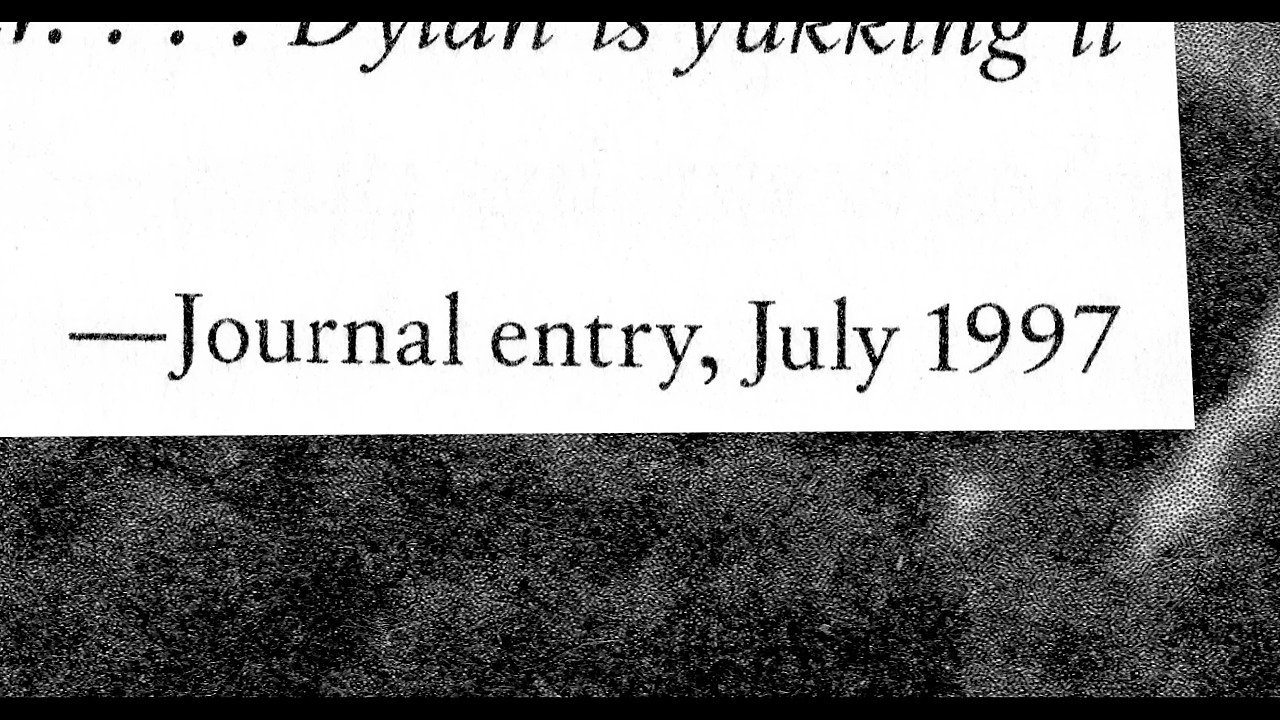 . . . . Dylan is yukking it
—Journal entry, July 1997